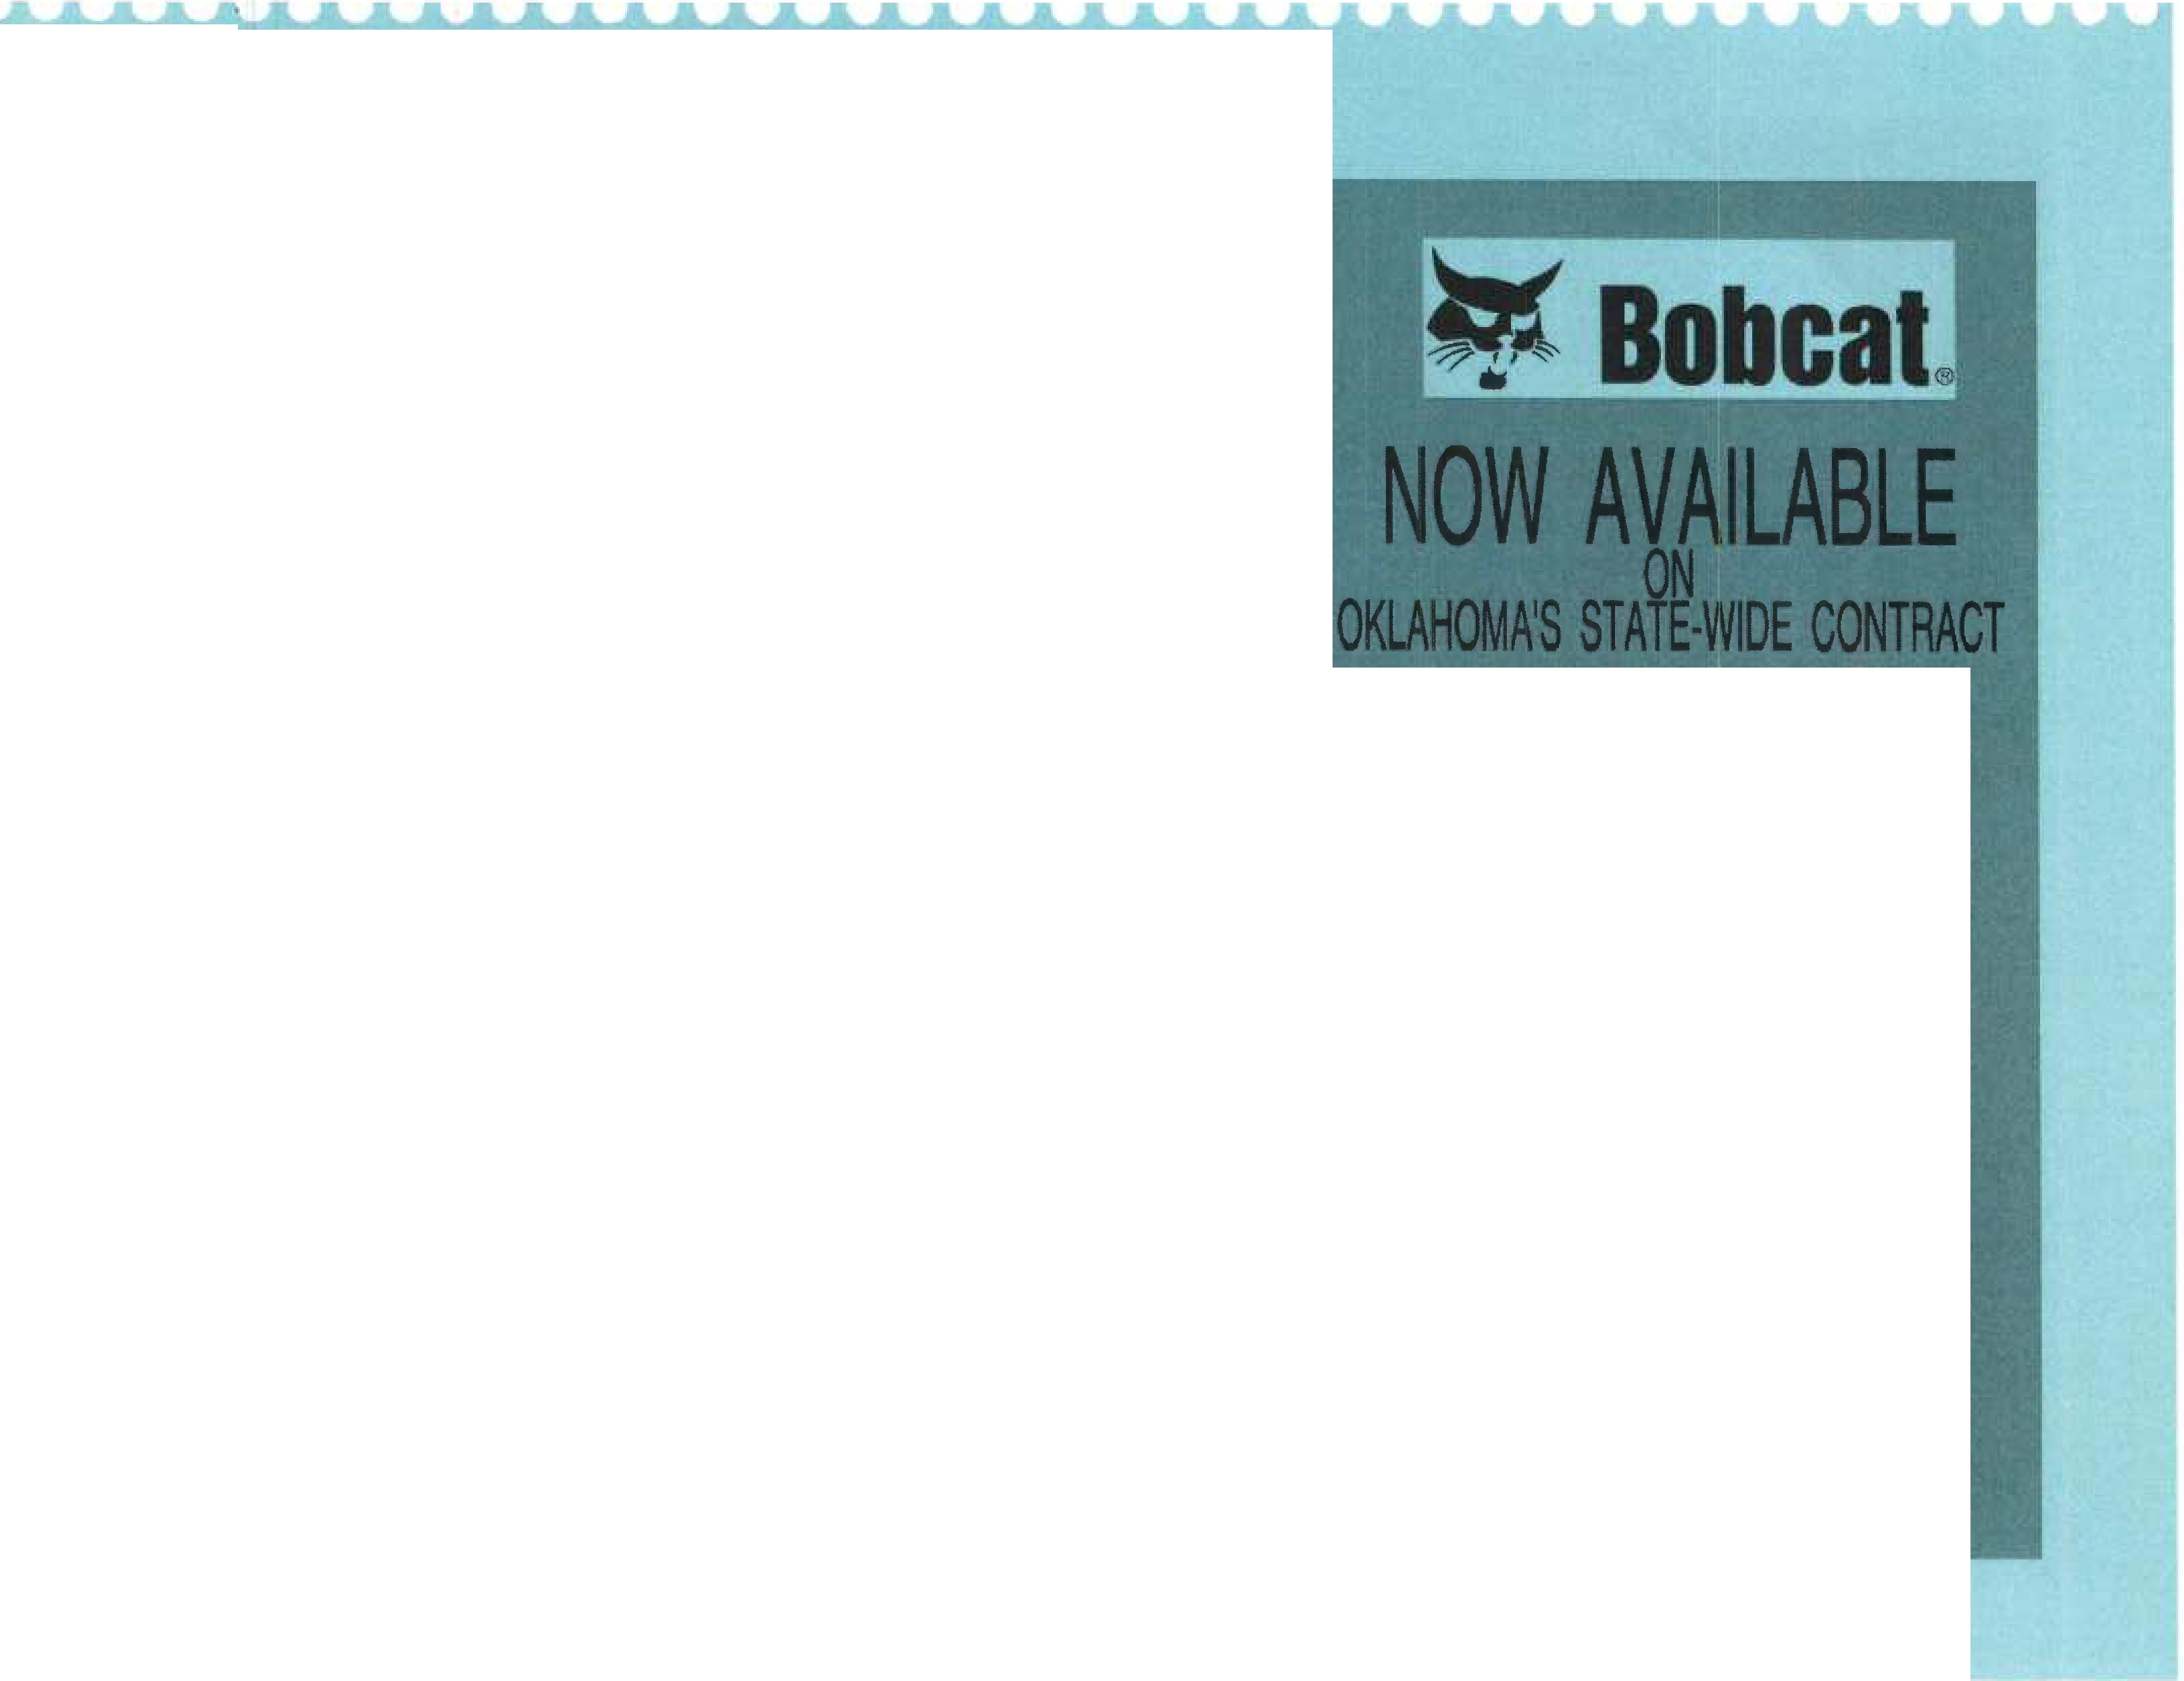 Bobcat®
NOW AVAILABLE
ON
OKLAHOMA'S STATE-WIDE CONTRACT